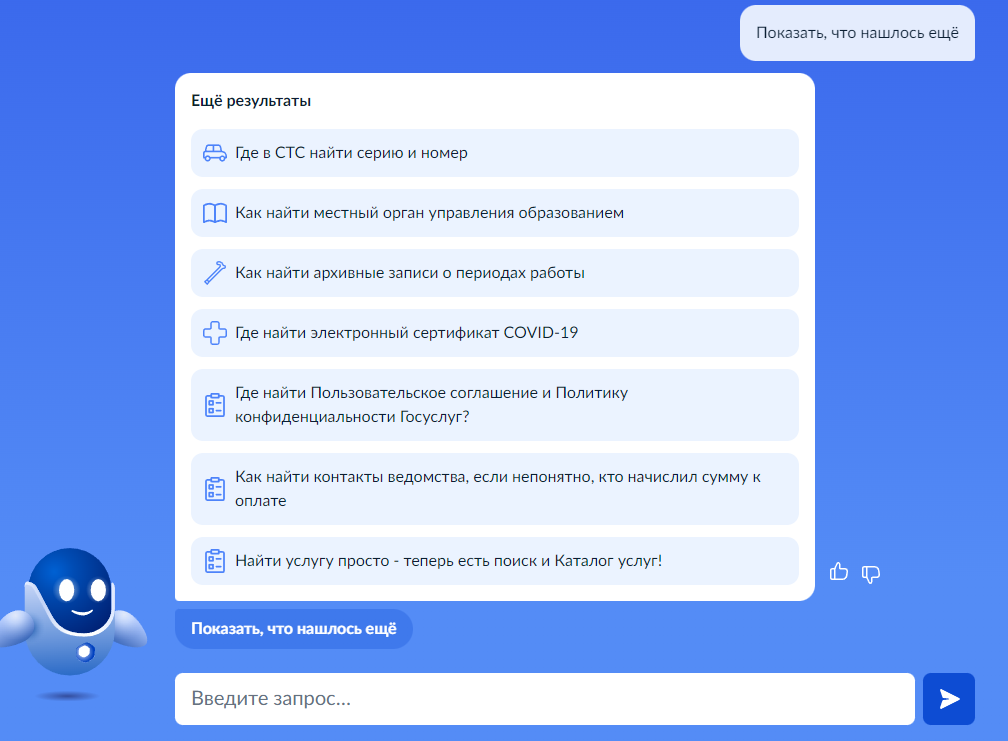 Показать, что нашлось ещё
Ещё результаты
Где в СТС найти серию и номер
Как найти местный орган управления образованием
Как найти архивные записи о периодах работы
Где найти электронный сертификат COVID-19
Где найти Пользовательское соглашение и Политику
конфиденциальности Госуслуг?
Как найти контакты ведомства, если непонятно, кто начислил сумму к
оплате
Найти услугу просто - теперь есть поиск и Каталог услуг!
Показать, что нашлось ещё
Введите запрос...